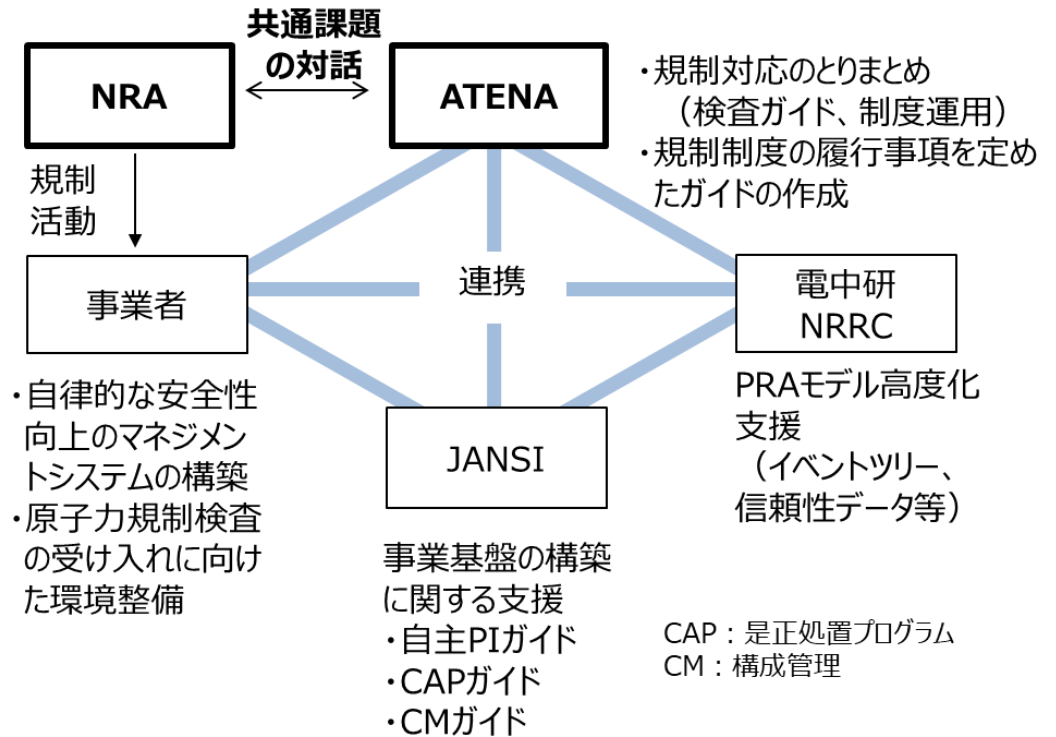 共通課題
の対話
NRA
ATENA
・規制対応のとりまとめ
（検査ガイド、制度運用）
・規制制度の履行事項を定め
たガイドの作成
規制
活動
事業者
連携
電中研
NRRC
・自律的な安全性
向上のマネジメン
トシステムの構築
・原子力規制検査
の受け入れに向け
た環境整備
JANSI
PRAモデル高度化
支援
（イベントツリー、
信頼性データ等）
事業基盤の構築
に関する支援
・自主PIガイド
・CAPガイド
・CMガイド
CAP：是正処置プログラム
CM：構成管理